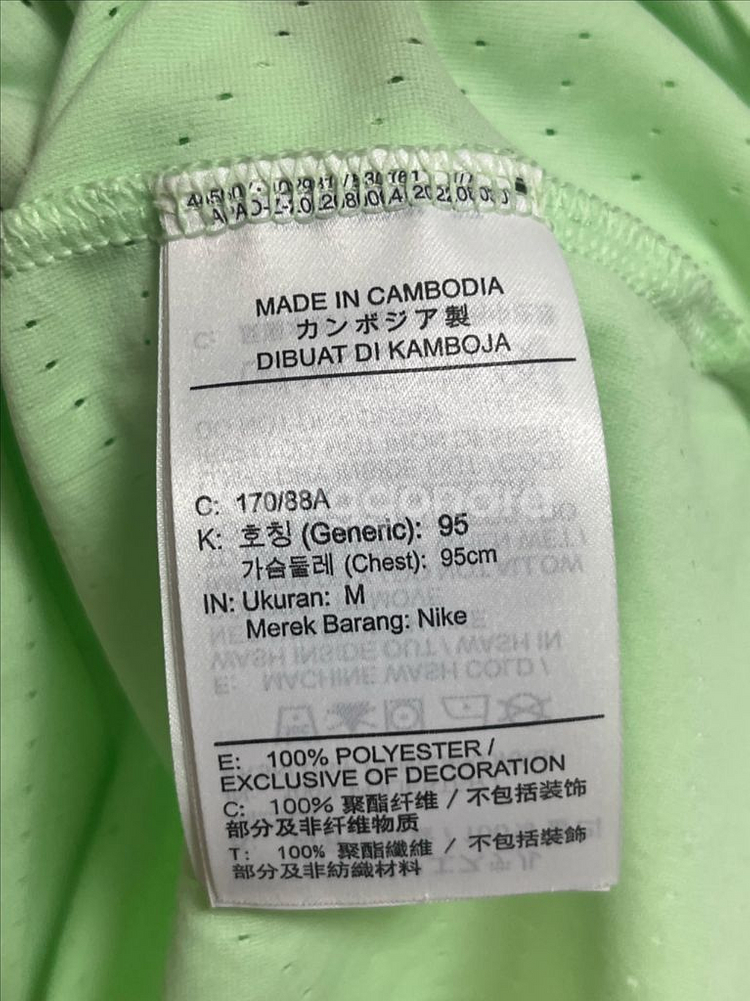 MADE IN CAMBODIA
カンボジア製
DIBUAT DI KAMBOJA
C: 170/88A
K: 호칭 (Generic): 95
가슴둘레 (Chest): 95cm
IN: Ukuran: M
Merek Barang: Nike
E: 100% POLYESTER /
EXCLUSIVE OF DECORATION
C: 100% 聚酯纤维 / 不包括装饰
部分及非纤维物质
T: 100% 聚酯纖維 / 不包括裝飾
部分及非紡織材料